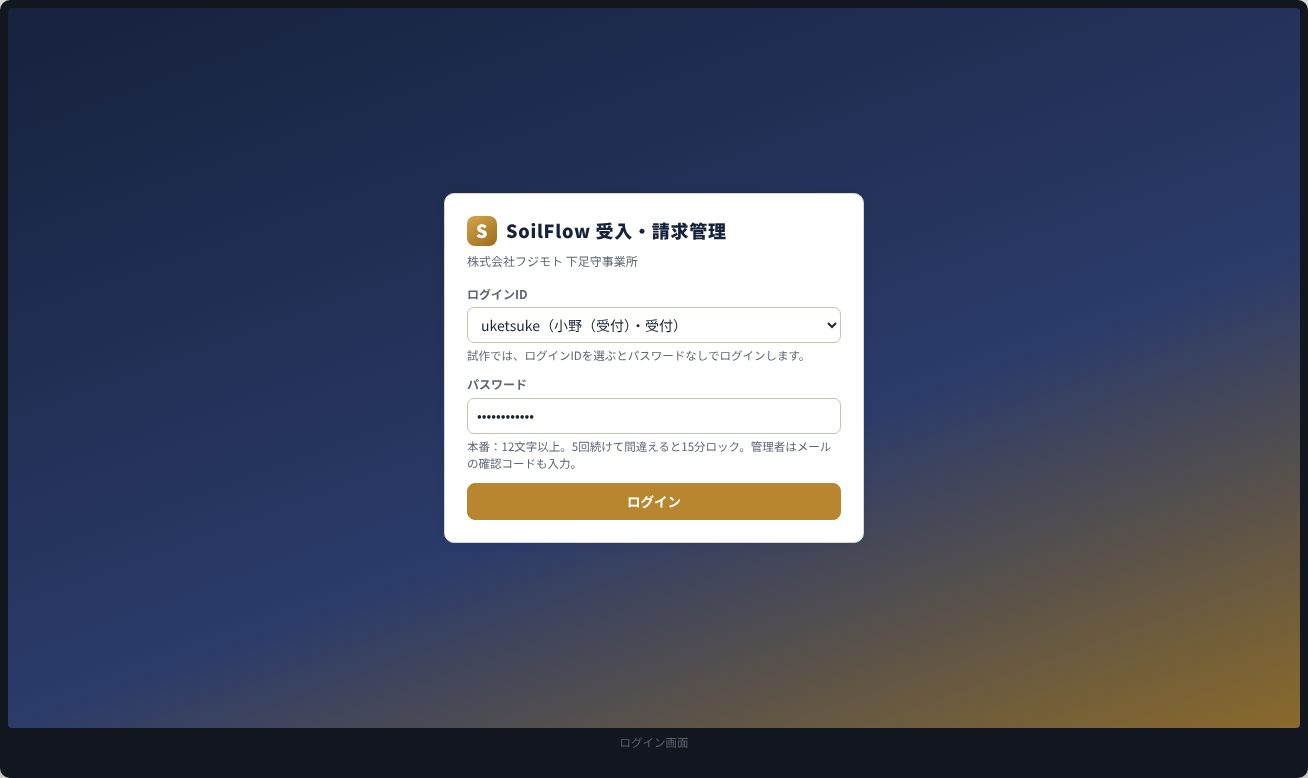 S SoilFlow 受入・請求管理
株式会社フジモト 下足守事業所
ログインID
uketsuke（小野（受付）・受付）
試作では、ログインIDを選ぶとパスワードなしでログインします。
パスワード
••••••••••••
本番：12文字以上。5回続けて間違えると15分ロック。管理者はメール
の確認コードも入力。
ログイン
ログイン画面